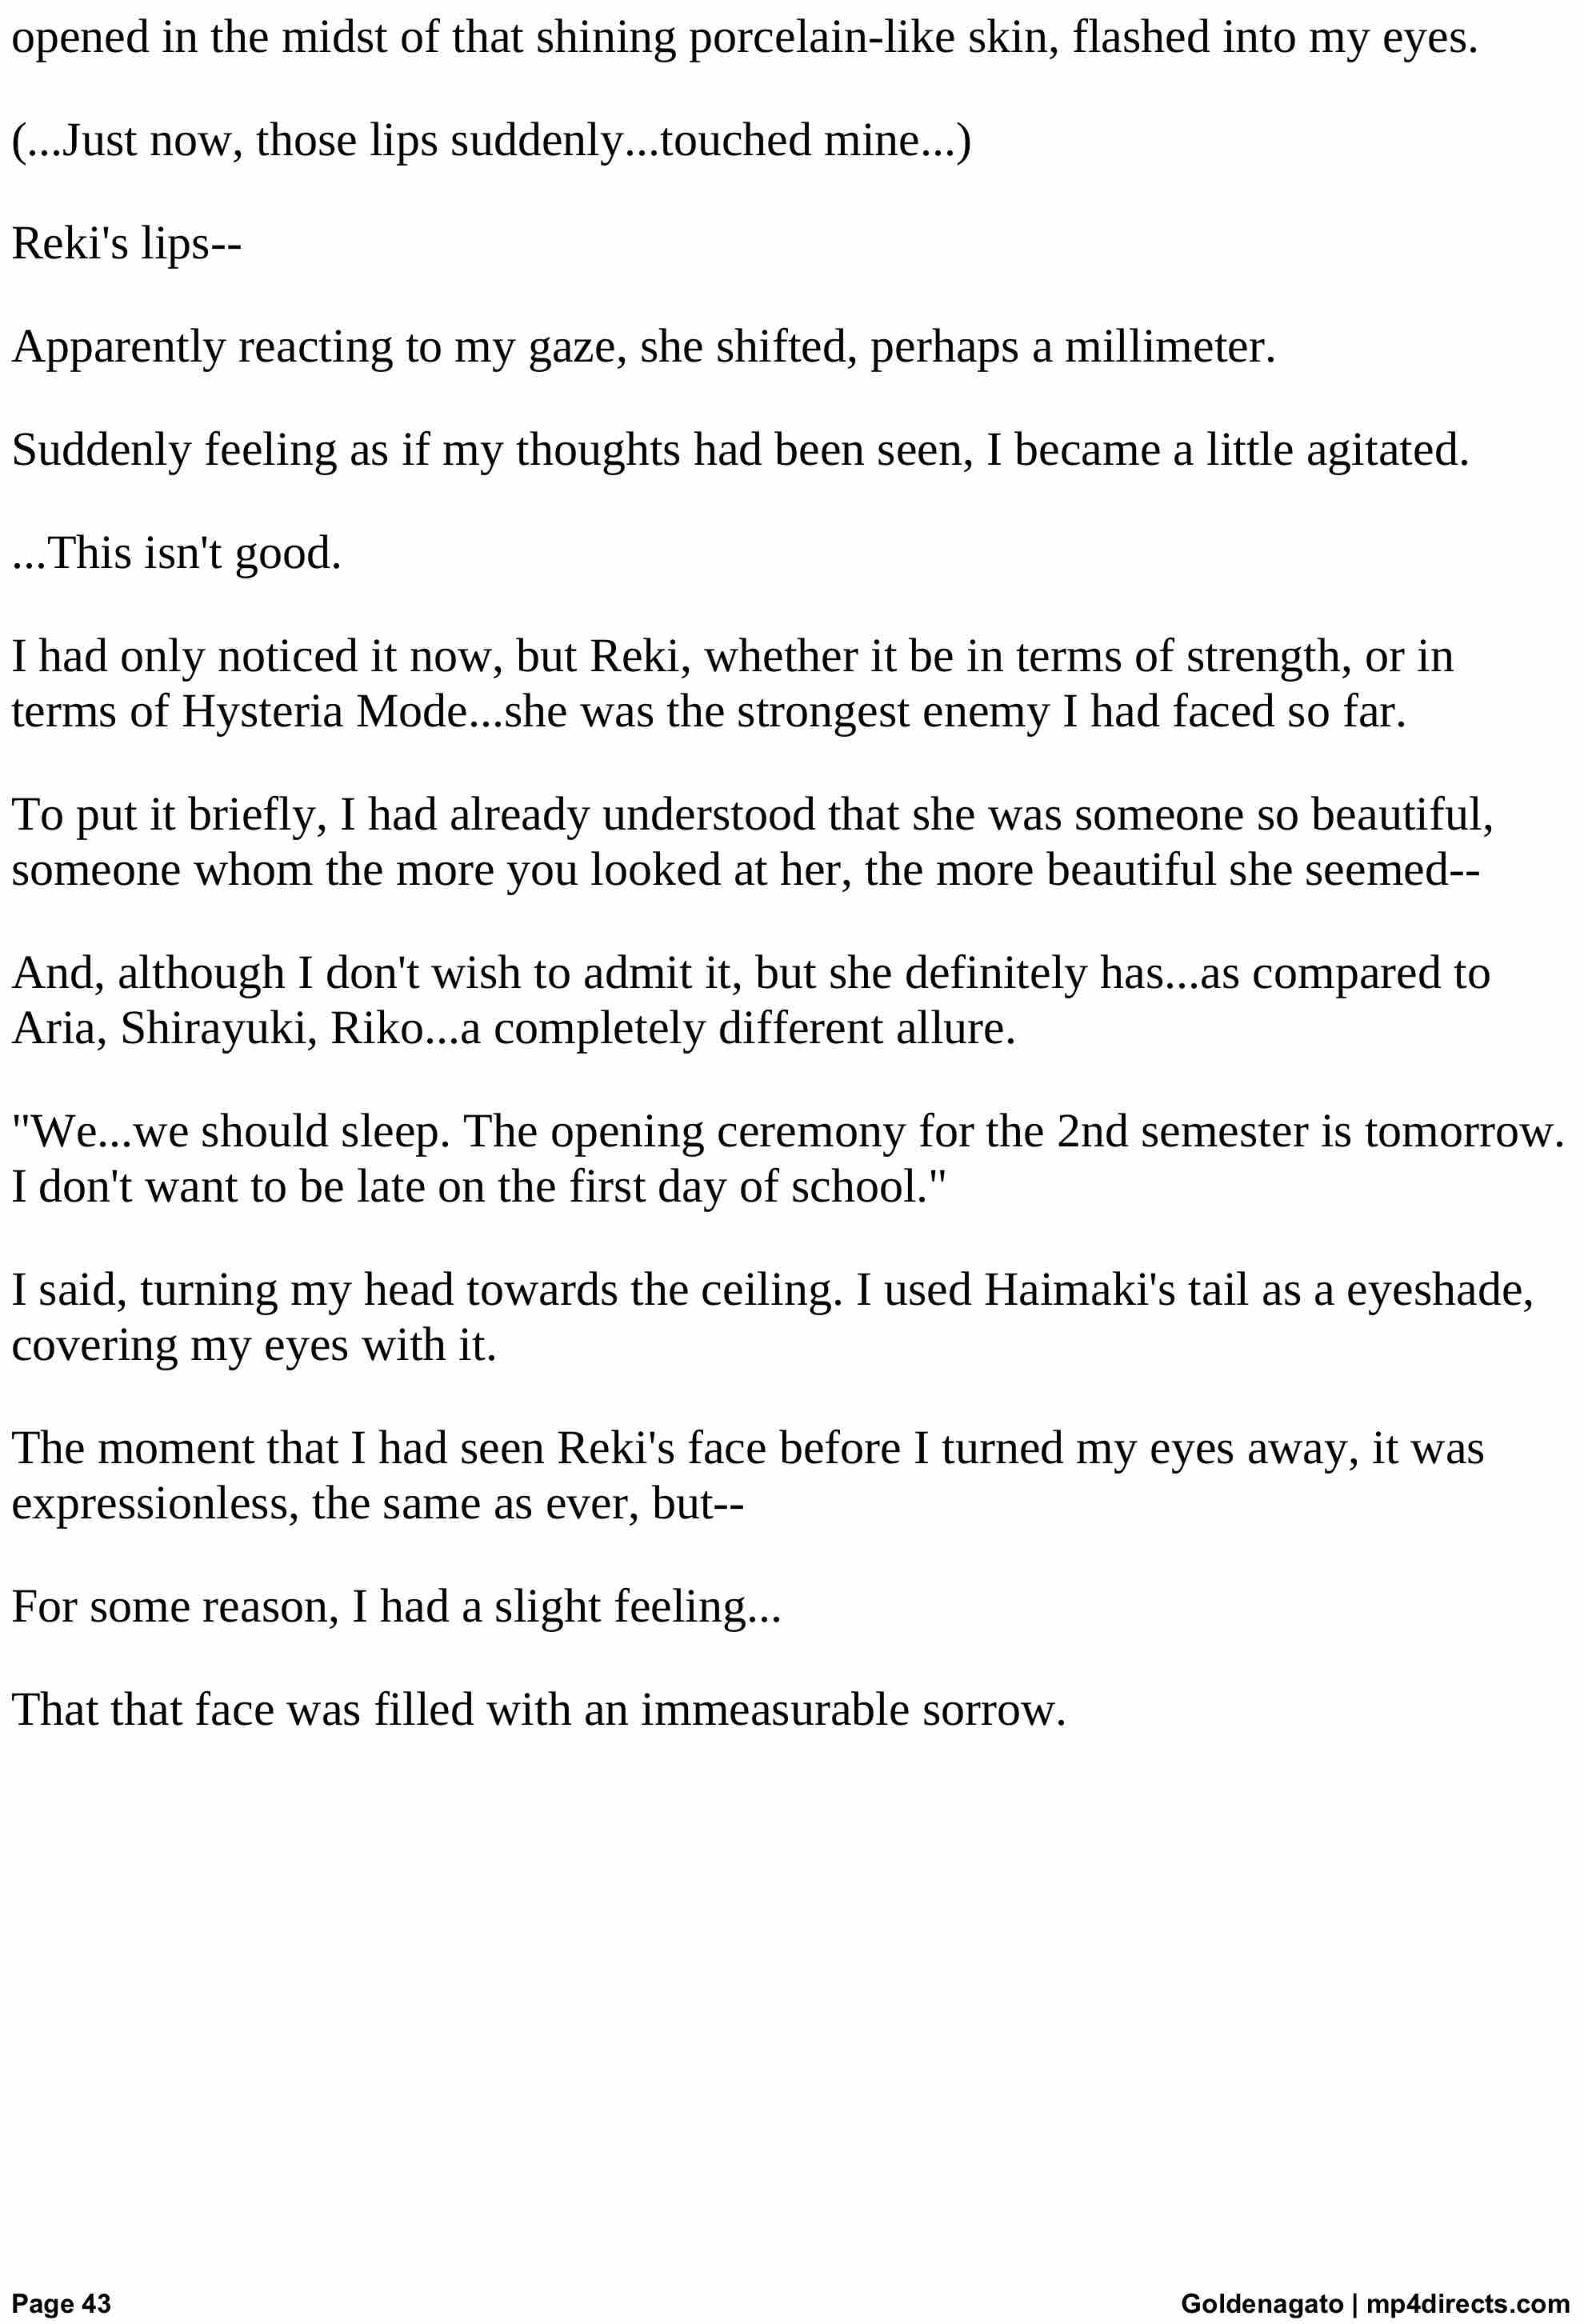 opened in the midst of that shining porcelain-like skin, flashed into my eyes.
(...Just now, those lips suddenly...touched mine...)
Reki's lips--
Apparently reacting to my gaze, she shifted, perhaps a millimeter.
Suddenly feeling as if my thoughts had been seen, I became a little agitated.
...This isn't good.
I had only noticed it now, but Reki, whether it be in terms of strength, or in
terms of Hysteria Mode...she was the strongest enemy I had faced so far.
To put it briefly, I had already understood that she was someone so beautiful,
someone whom the more you looked at her, the more beautiful she seemed--
And, although I don't wish to admit it, but she definitely has...as compared to
Aria, Shirayuki, Riko...a completely different allure.
"We...we should sleep. The opening ceremony for the 2nd semester is tomorrow.
I don't want to be late on the first day of school."
I said, turning my head towards the ceiling. I used Haimaki's tail as a eyeshade,
covering my eyes with it.
The moment that I had seen Reki's face before I turned my eyes away, it was
expressionless, the same as ever, but--
For some reason, I had a slight feeling...
That that face was filled with an immeasurable sorrow.
Page 43
Goldenagato | mp4directs.com